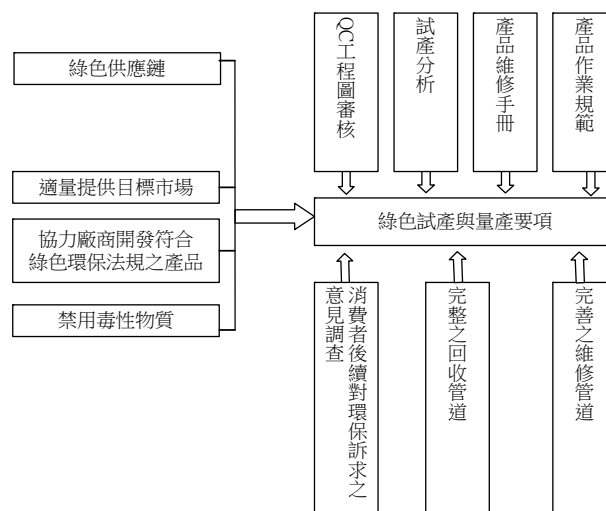 綠色供應鏈
適量提供目標市場
協力廠商開發符合
綠色環保法規之產品
禁用毒性物質
QC工程圖審核
試產分析
產品維修手冊
產品作業規範
綠色試產與量產要項
消費者後續對環保訴求之
意見調查
完整之回收管道
完善之維修管道